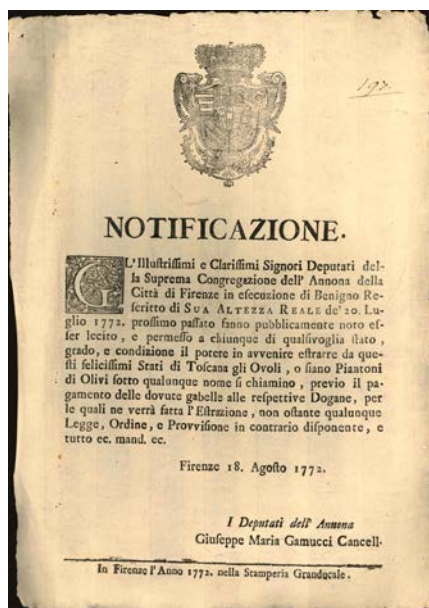 197.
NOTIFICAZIONE.
GL'Illuſtriſſimi e Clariſſimi Signori Deputati del-
la Suprema Congregazione dell' Annona della
Città di Firenze in eſecuzione di Benigno Re-
ſcritto di SUA ALTEZZA REALE de' 20. Lu-
glio 1772. proſſimo paſſato fanno pubblicamente noto eſ-
ſer lecito, e permeſſo a chiunque di qualſivoglia ſtato,
grado, e condizione il potere in avvenire eſtrarre da que-
ſti feliciſſimi Stati di Toſcana gli Ovoli, o ſiano Piantoni
di Olivi ſotto qualunque nome ſi chiamino, previo il pa-
gamento delle dovute gabelle alle reſpettive Dogane, per
le quali ne verrà fatta l'Eſtrazione, non oſtante qualunque
Legge, Ordine, e Provviſione in contrario diſponente, e
tutto ec. mand. ec.
Firenze 18. Agoſto 1772.
I Deputati dell' Annona
Giuſeppe Maria Gamucci Cancell.
In Firenze l'Anno 1772. nella Stamperia Granducale.